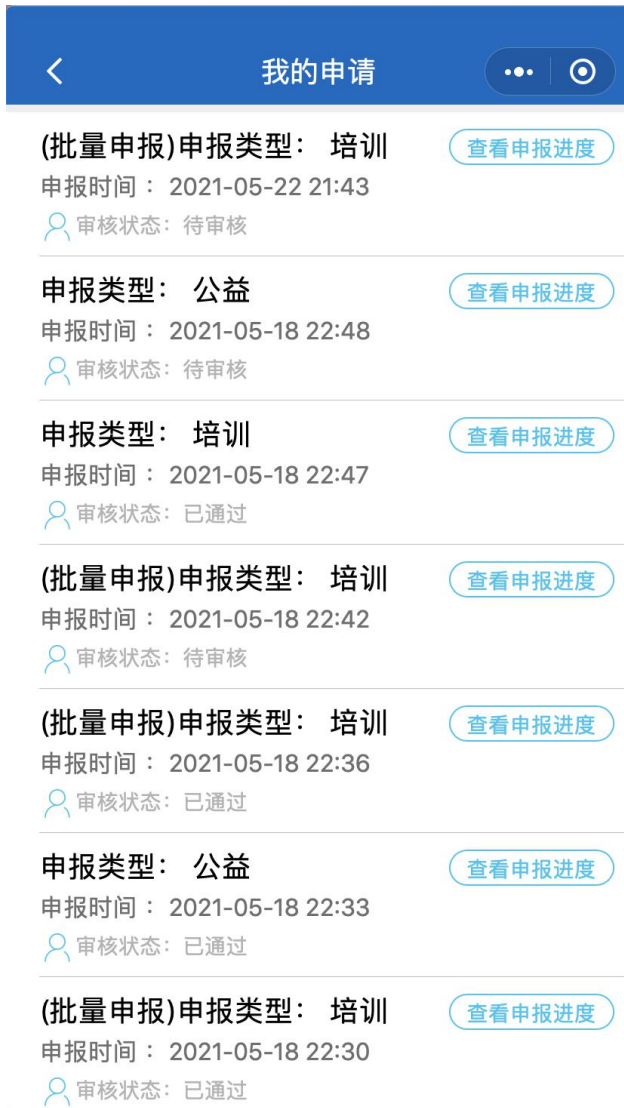 我的申请
(批量申报)申报类型： 培训
查看申报进度
申报时间 ： 2021-05-22 21:43
审核状态：待审核
申报类型： 公益
查看申报进度
申报时间 ： 2021-05-18 22:48
审核状态：待审核
申报类型： 培训
查看申报进度
申报时间 ： 2021-05-18 22:47
审核状态：已通过
(批量申报)申报类型： 培训
查看申报进度
申报时间 ： 2021-05-18 22:42
审核状态：待审核
(批量申报)申报类型： 培训
查看申报进度
申报时间 ： 2021-05-18 22:36
审核状态：已通过
申报类型： 公益
查看申报进度
申报时间 ： 2021-05-18 22:33
审核状态：已通过
(批量申报)申报类型： 培训
查看申报进度
申报时间 ： 2021-05-18 22:30
审核状态：已通过